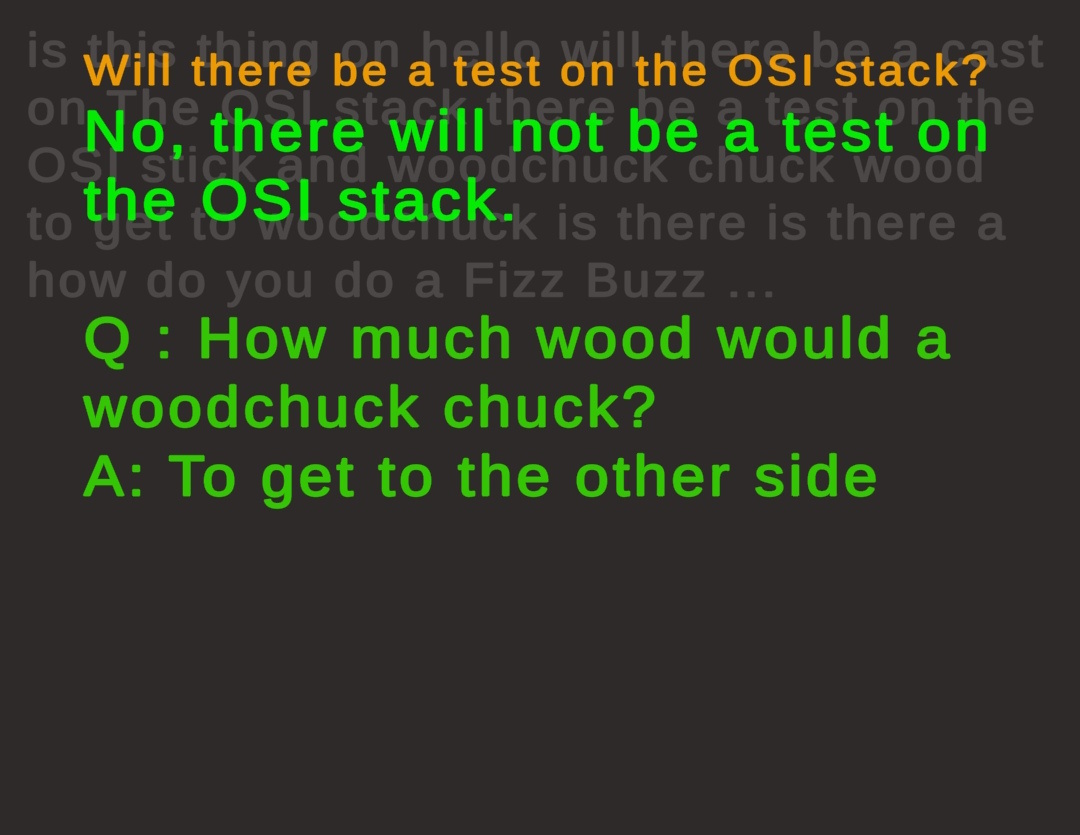 is this thing on hello will there be a cast
Will there be a test on the OSI stack?
on The OSI stack there be a test on the
No, there will not be a test on
OSI stick and woodchuck chuck wood
the OSI stack.
to get to woodchuck is there is there a
how do you do a Fizz Buzz ...
Q : How much wood would a
woodchuck chuck?
A: To get to the other side